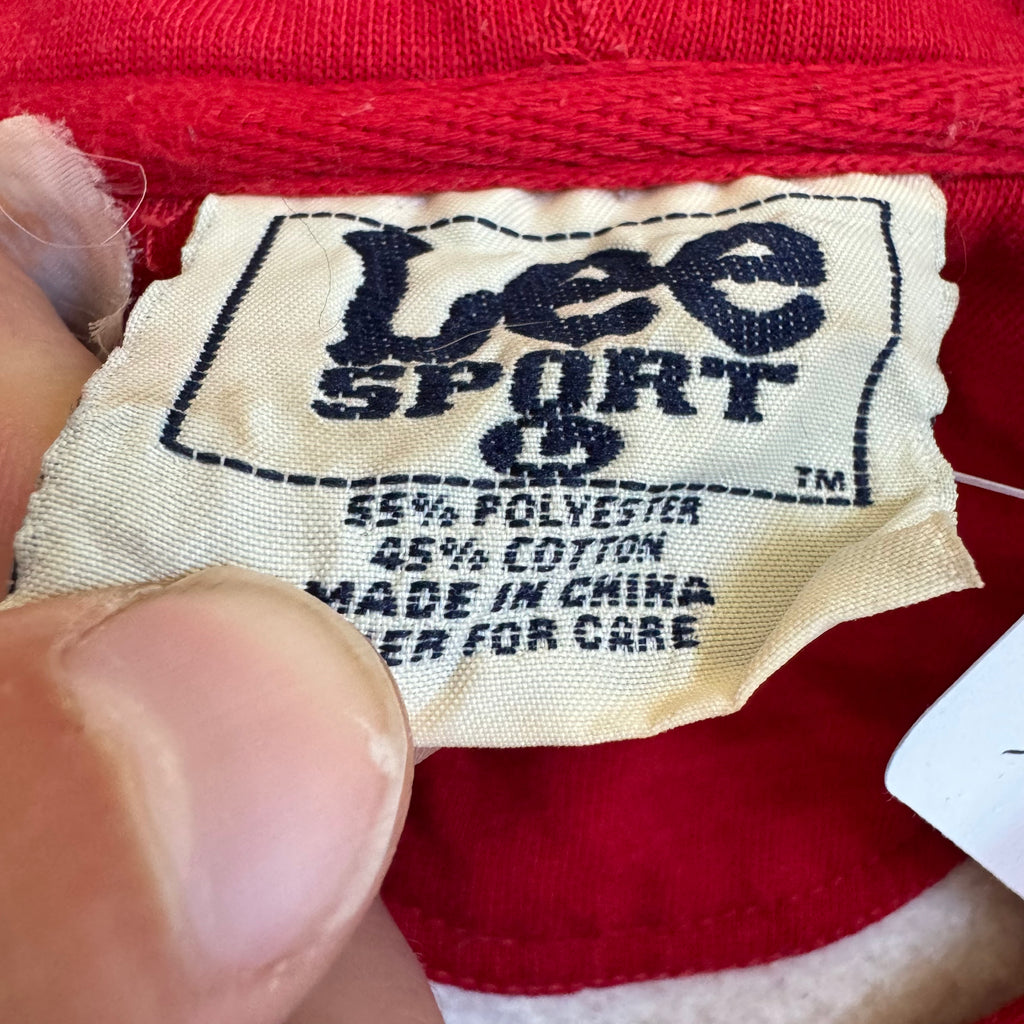 Lee
SPORT
TM
55% POLYESTER
45% COTTON
MADE IN CHINA
FOR CARE